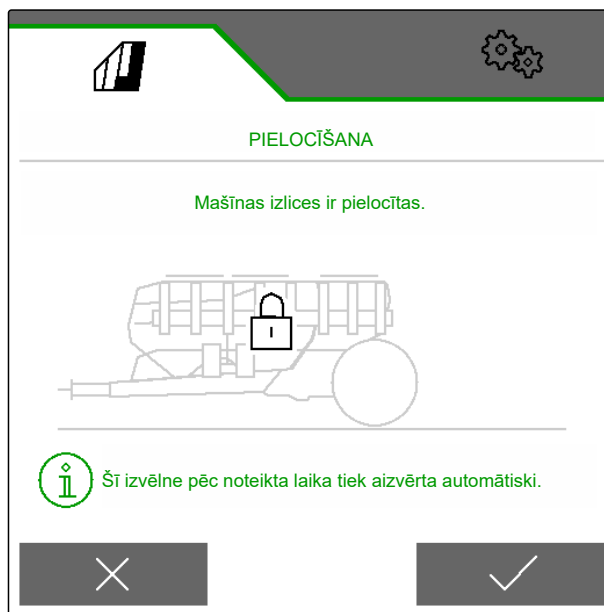 PIELOCĪŠANA
Mašīnas izlices ir pielocītas.
Šī izvēlne pēc noteikta laika tiek aizvērta automātiski.